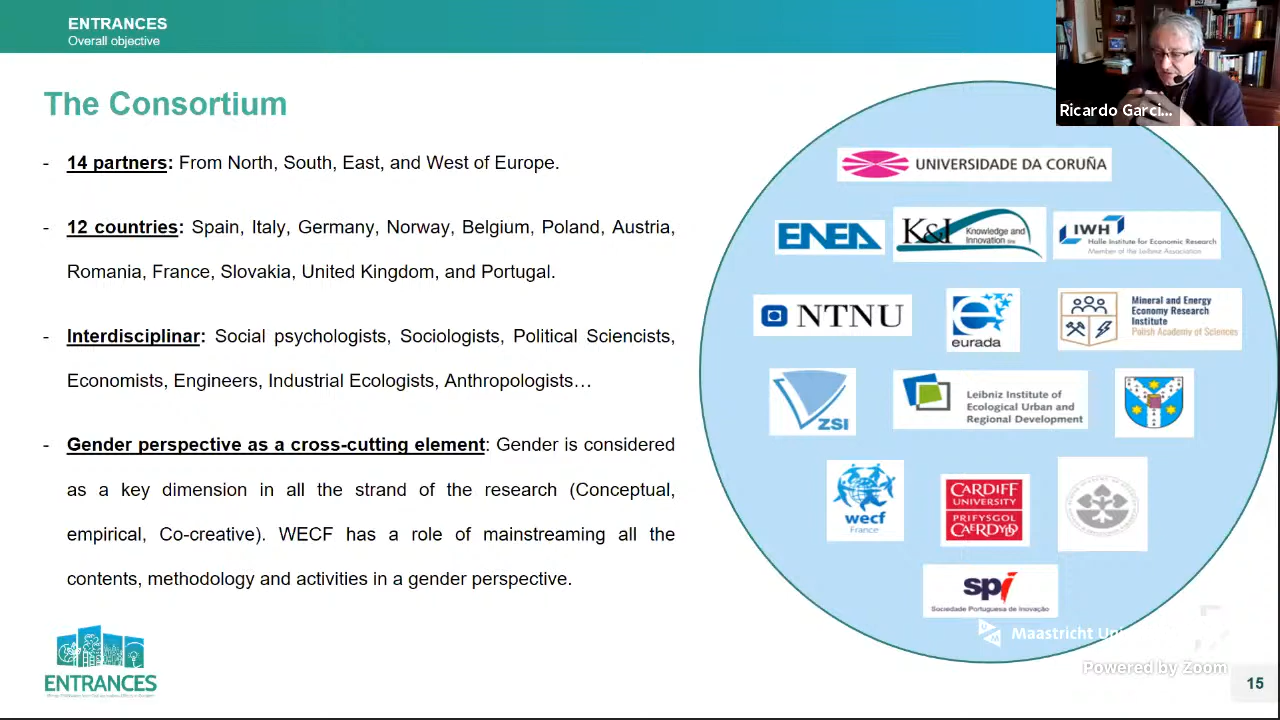 ENTRANCES
Overall objective
Ricardo Garci...
The Consortium
- 14 partners: From North, South, East, and West of Europe.
- 12 countries: Spain, Italy, Germany, Norway, Belgium, Poland, Austria,
Romania, France, Slovakia, United Kingdom, and Portugal.
- Interdisciplinar: Social psychologists, Sociologists, Political Sciencists,
Economists, Engineers, Industrial Ecologists, Anthropologists…
- Gender perspective as a cross-cutting element: Gender is considered
as a key dimension in all the strand of the research (Conceptual,
empirical, Co-creative). WECF has a role of mainstreaming all the
contents, methodology and activities in a gender perspective.
UNIVERSIDADE DA CORUÑA
ENEA
K&I
Knowledge and
Innovation
IWH
Halle Institute for Economic Research
Member of the Leibniz Association
NTNU
eurada
Mineral and Energy
Economy Research
Institute
Polish Academy of Sciences
ZSI
Leibniz Institute of
Ecological Urban and
Regional Development
wecf
France
CARDIFF
UNIVERSITY
PRIFYSGOL
CAERDYDD
spi
Sociedade Portuguesa de Inovação
Maastricht
Powered by Zoom
ENTRANCES
15